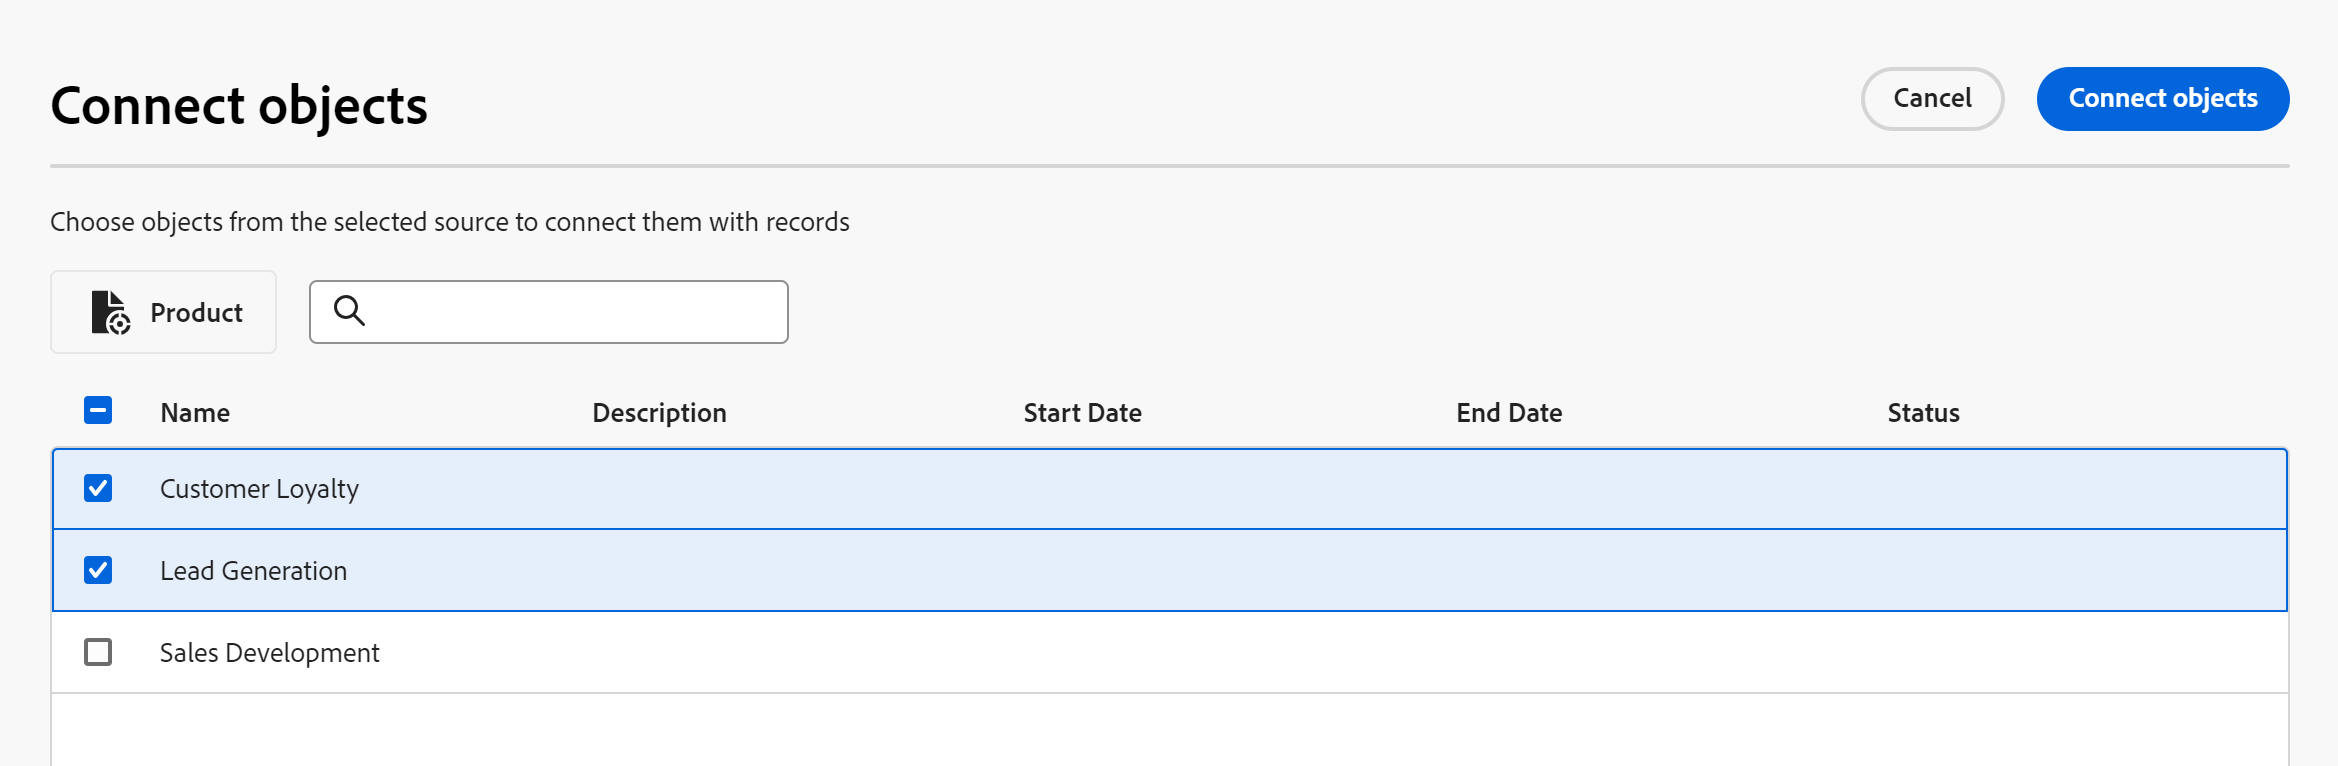 Connect objects
Cancel
Connect objects
Choose objects from the selected source to connect them with records
Product
Name Description Start Date End Date Status
Customer Loyalty
Lead Generation
Sales Development